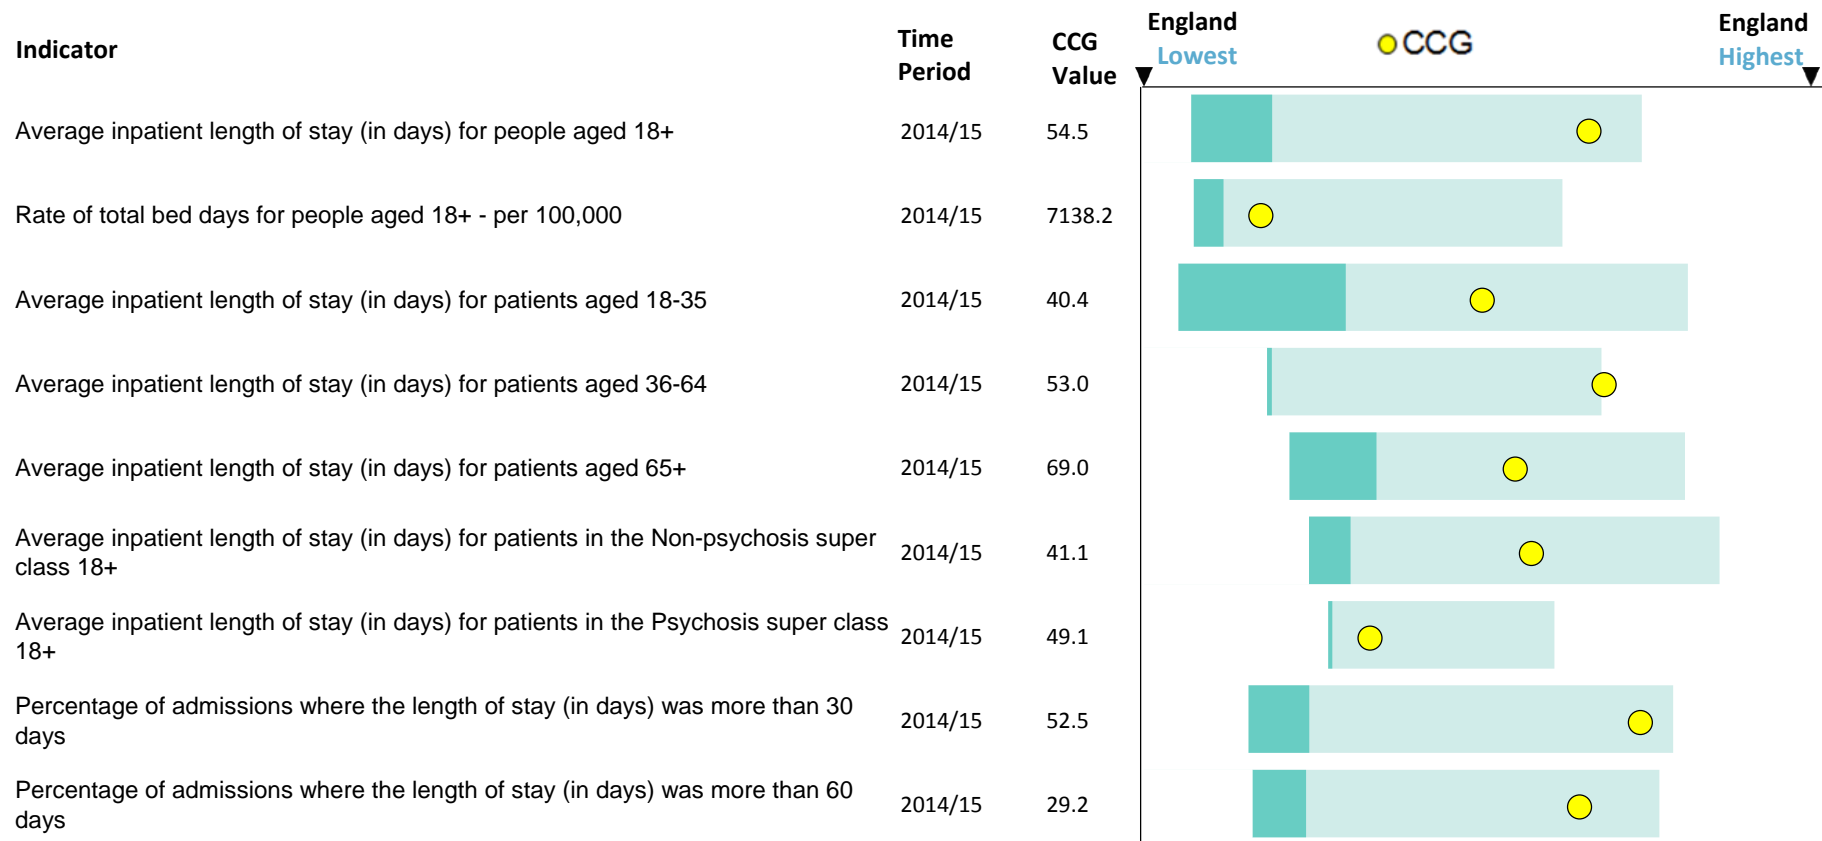 Indicator
Time
Period
CCG
Value
England
Lowest
CCG
England
Highest
Average inpatient length of stay (in days) for people aged 18+ 2014/15 54.5
Rate of total bed days for people aged 18+ - per 100,000 2014/15 7138.2
Average inpatient length of stay (in days) for patients aged 18-35 2014/15 40.4
Average inpatient length of stay (in days) for patients aged 36-64 2014/15 53.0
Average inpatient length of stay (in days) for patients aged 65+ 2014/15 69.0
Average inpatient length of stay (in days) for patients in the Non-psychosis super
class 18+
2014/15 41.1
Average inpatient length of stay (in days) for patients in the Psychosis super class
18+
2014/15 49.1
Percentage of admissions where the length of stay (in days) was more than 30
days
2014/15 52.5
Percentage of admissions where the length of stay (in days) was more than 60
days
2014/15 29.2